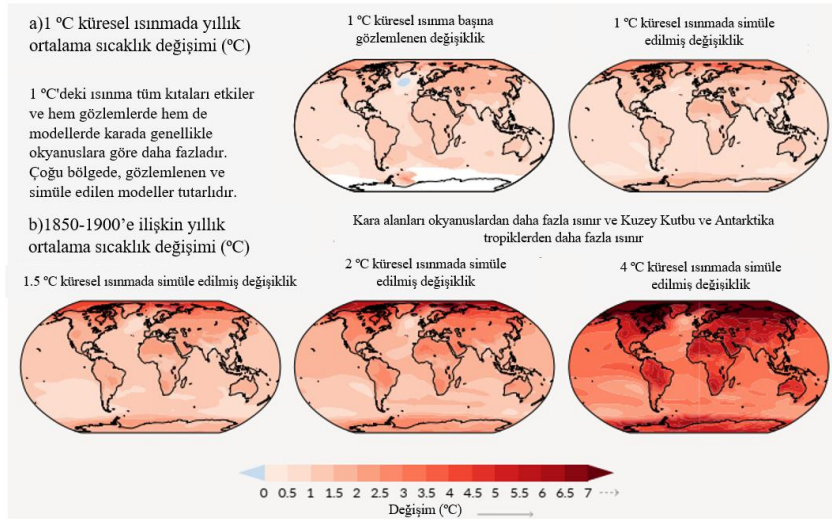 a)1 ºC küresel ısınmada yıllık
ortalama sıcaklık değişimi (ºC)
1 ºC küresel ısınma başına
gözlemlenen değişiklik
1 ºC küresel ısınmada simüle
edilmiş değişiklik
1 ºC'deki ısınma tüm kıtaları etkiler
ve hem gözlemlerde hem de
modellerde karada genellikle
okyanuslara göre daha fazladır.
Çoğu bölgede, gözlemlenen ve
simüle edilen modeller tutarlıdır.
b)1850-1900’e ilişkin yıllık
ortalama sıcaklık değişimi (ºC)
Kara alanları okyanuslardan daha fazla ısınır ve Kuzey Kutbu ve Antarktika
tropiklerden daha fazla ısınır
1.5 ºC küresel ısınmada simüle edilmiş değişiklik
2 ºC küresel ısınmada simüle
edilmiş değişiklik
4 ºC küresel ısınmada simüle
edilmiş değişiklik
0 0.5 1 1.5 2 2.5 3 3.5 4 4.5 5 5.5 6 6.5 7
Değişim (ºC)